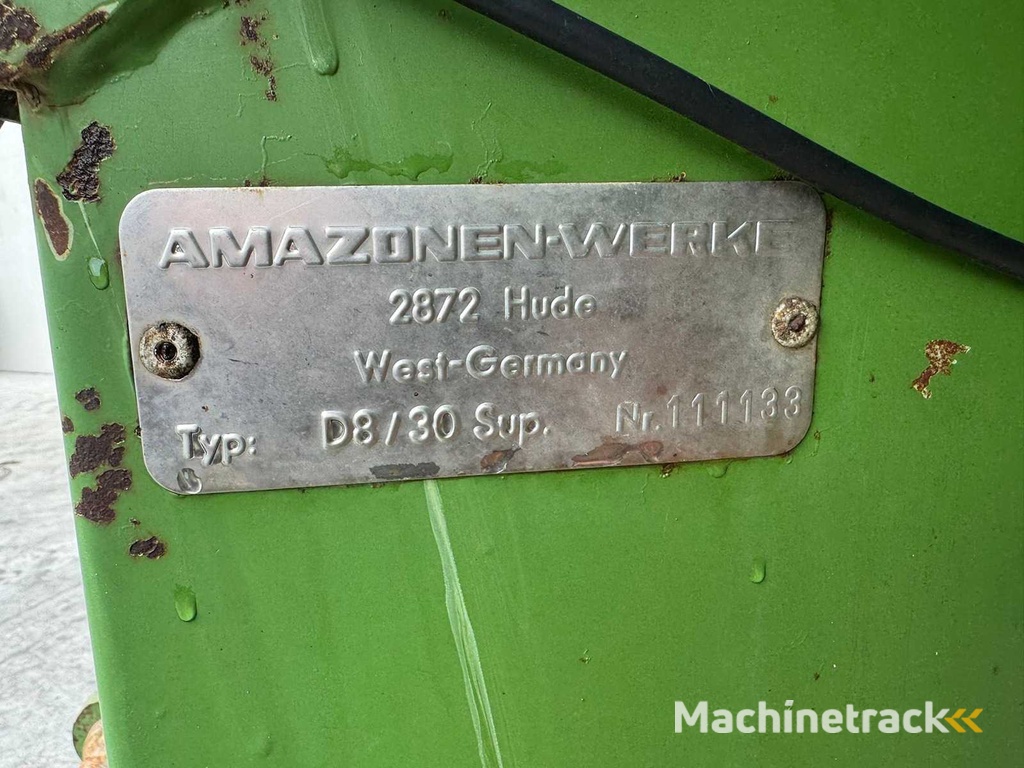 AMAZONEN-WERKE
2872 Hude
West-Germany
Typ: D8/30 Sup. Nr. 111133
Machinetrack